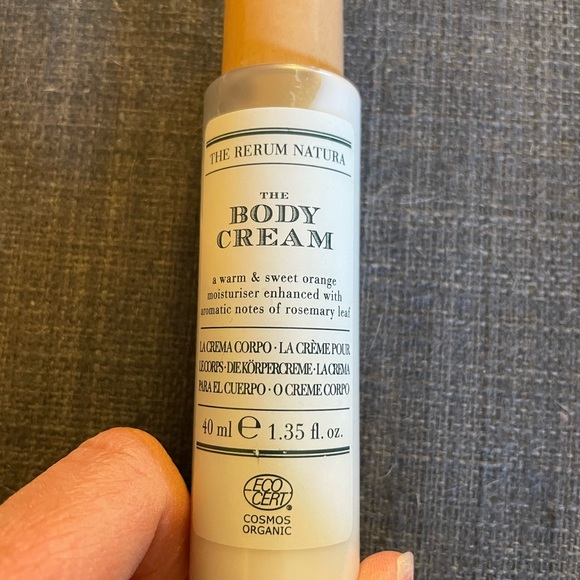 THE RERUM NATURA
THE
BODY
CREAM
a warm & sweet orange
moisturiser enhanced with
aromatic notes of rosemary leaf
LA CREMA CORPO · LA CRÈME POUR
LE CORPS · DIE KÖRPERCREME · LA CREMA
PARA EL CUERPO · O CREME CORPO
40 ml ℮ 1.35 fl. oz.
ECO
CERT
®
COSMOS
ORGANIC